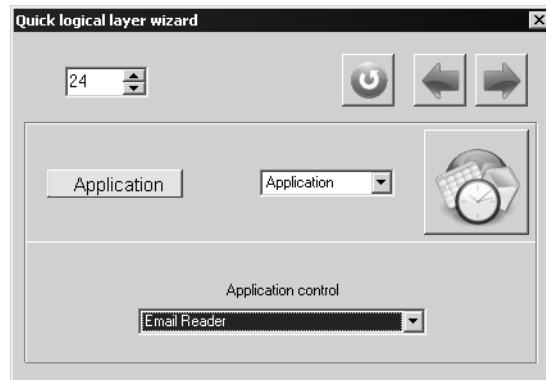 Quick logical layer wizard
24
Application
Application
Application control
Email Reader